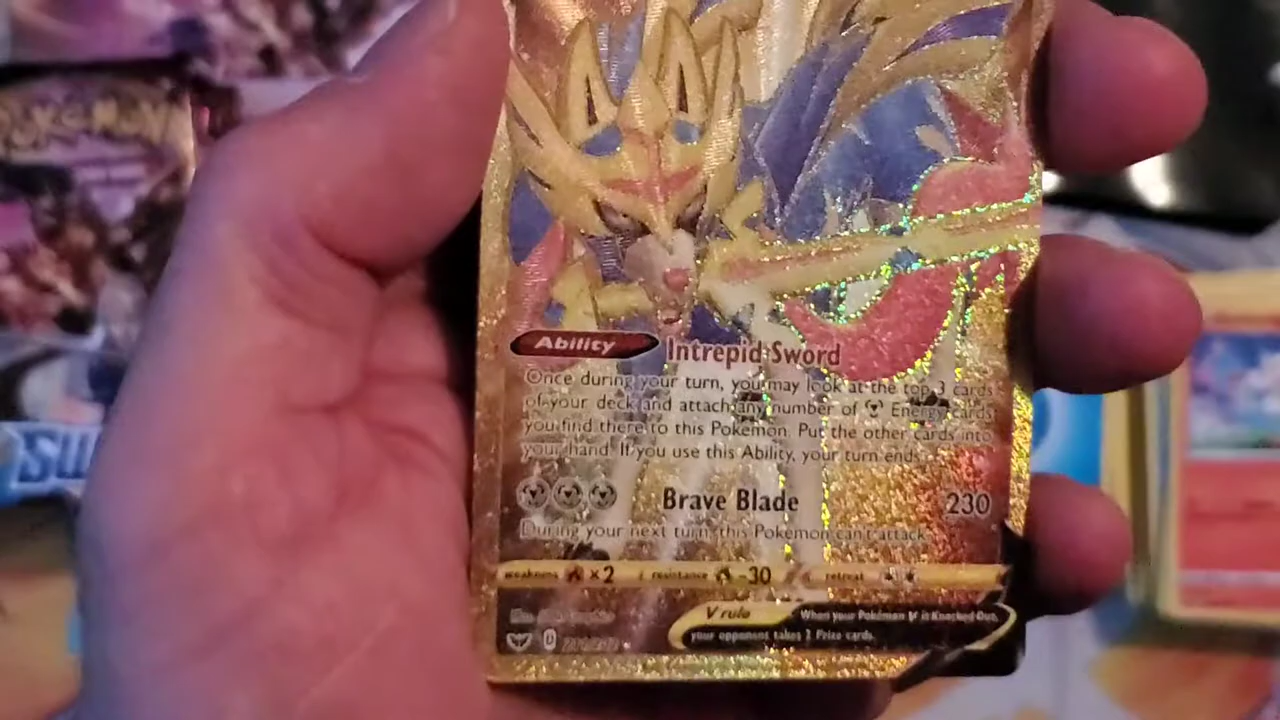 POKéMON
Ability Intrepid Sword
Once during your turn, you may look at the top 3 cards
of your deck and attach any number of Energy cards
you find there to this Pokémon. Put the other cards into
your hand. If you use this Ability, your turn ends.
Brave Blade 230
During your next turn, this Pokémon can't attack.
weakness ×2 resistance -30 retreat
V rule When your Pokémon V is Knocked Out,
your opponent takes 2 Prize cards.
D